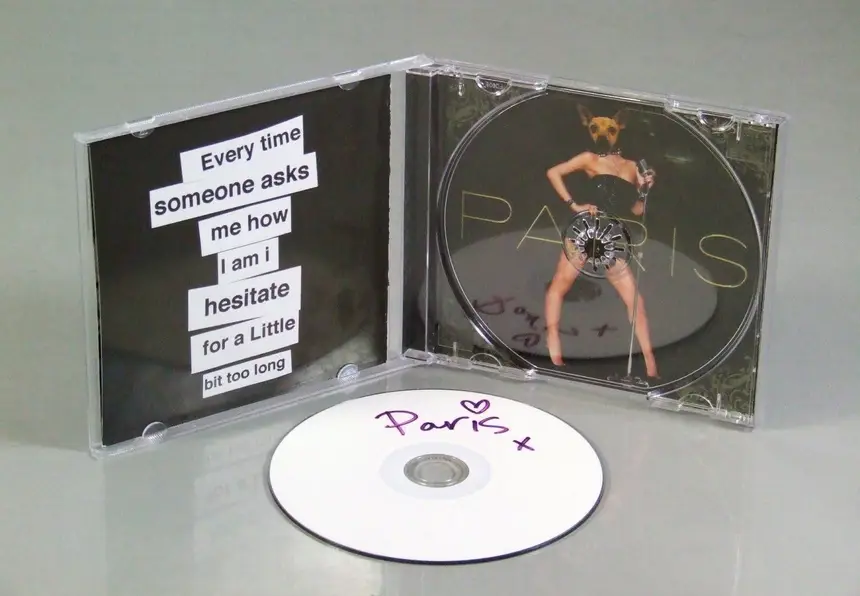 Every time
someone asks
me how
I am i
hesitate
for a Little
bit too long
PARIS
Paris
x